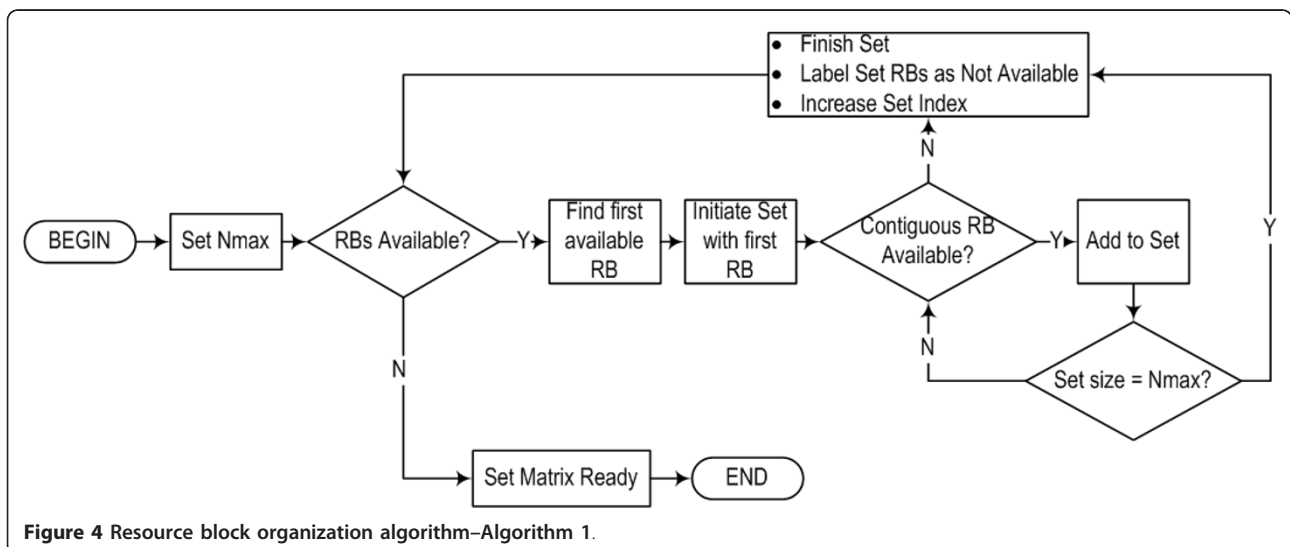 • Finish Set
• Label Set RBs as Not Available
• Increase Set Index
N
Y
BEGIN
Set Nmax
RBs Available?
Y
Find first
available
RB
Initiate Set
with first
RB
Contiguous RB
Available?
Y
Add to Set
N
N
Set size = Nmax?
Set Matrix Ready
END
Figure 4 Resource block organization algorithm–Algorithm 1.